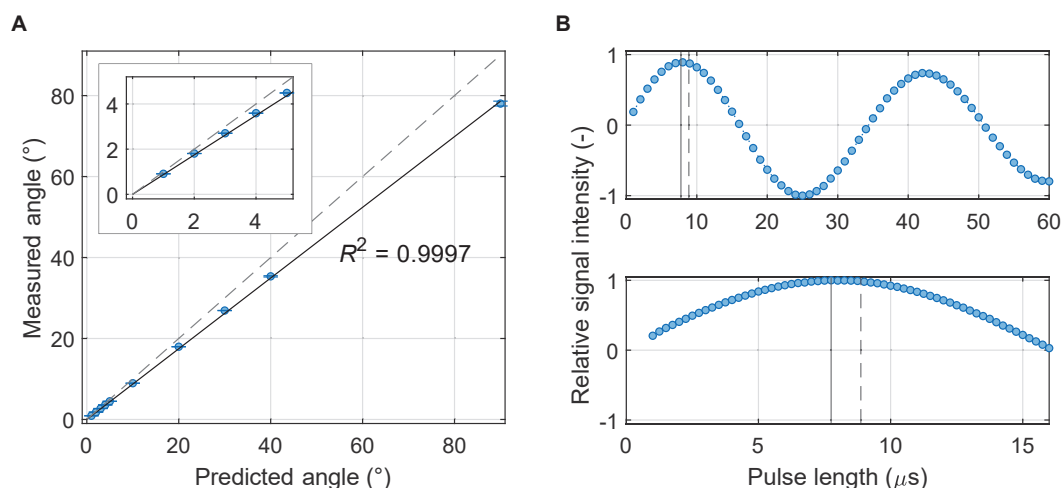 A
Measured angle (°)
80
60
40
20
0
4
2
0
0 2 4
R² = 0.9997
0 20 40 60 80
Predicted angle (°)
B
Relative signal intensity (-)
1
0
-1
0 10 20 30 40 50 60
1
0
-1
0 5 10 15
Pulse length (μs)